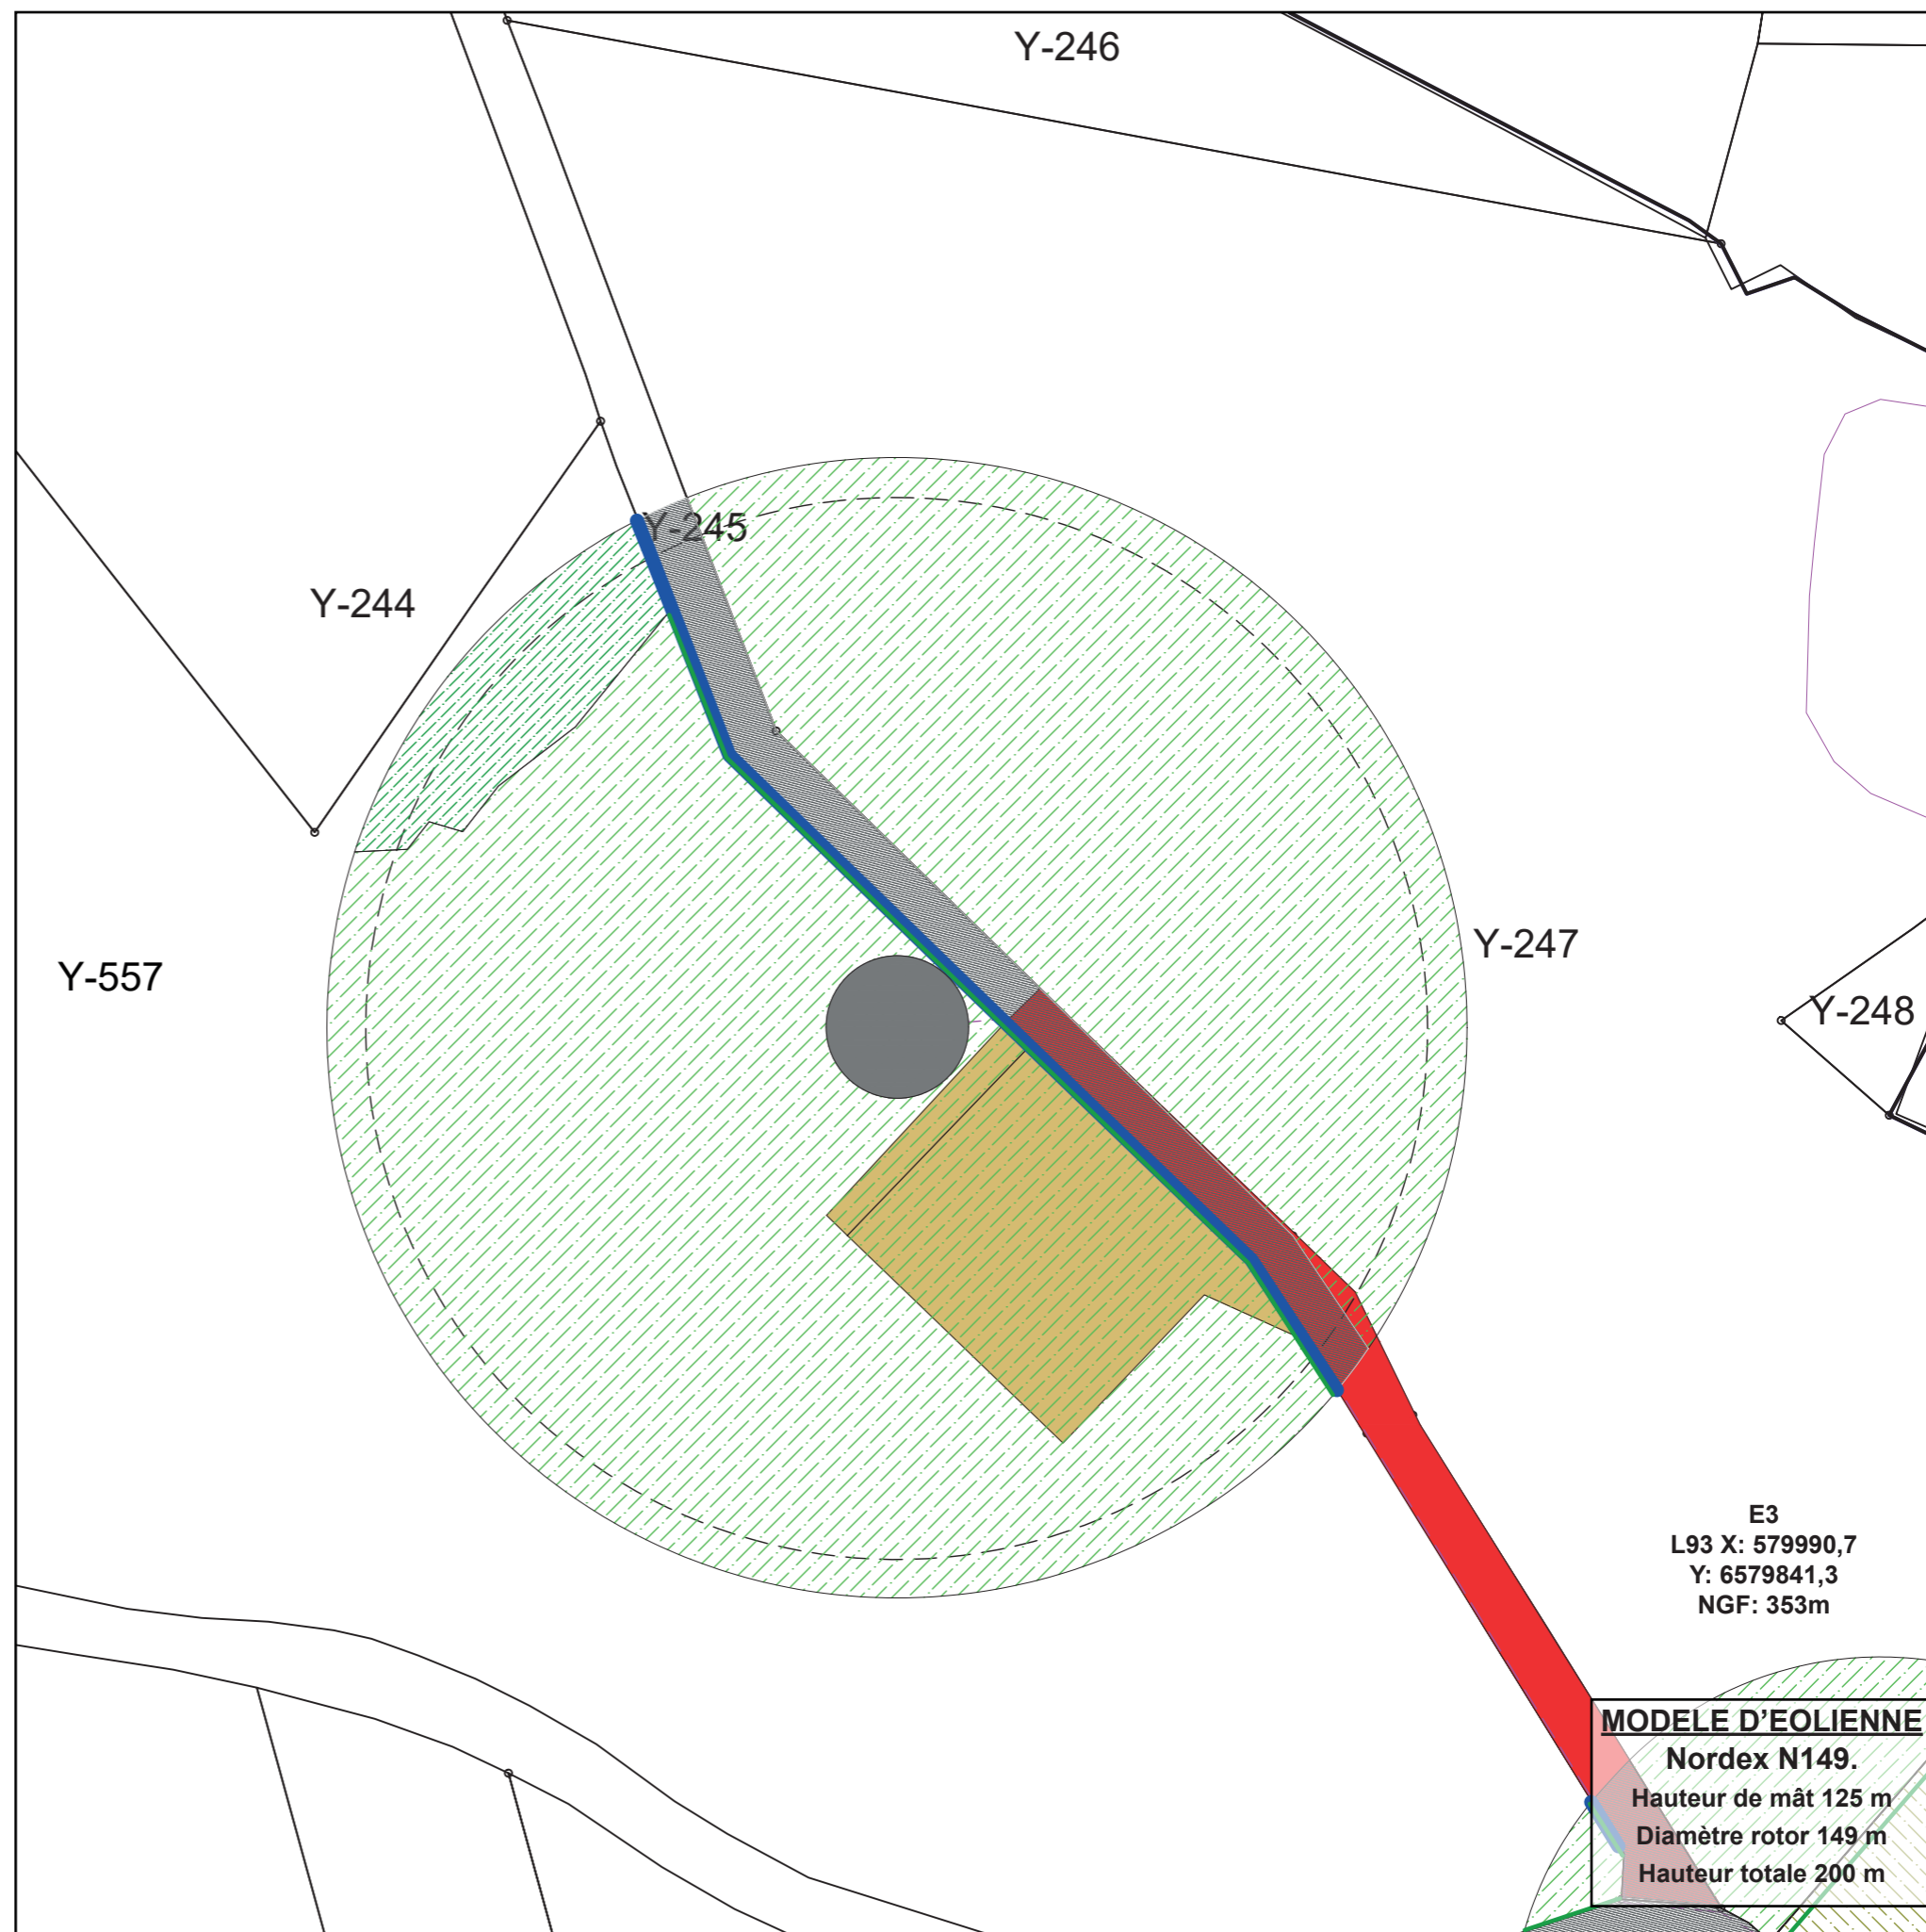 Y-246
Y-245
Y-244
Y-247
Y-557
Y-248
E3
L93 X: 579990,7
Y: 6579841,3
NGF: 353m
MODELE D'EOLIENNE
Nordex N149.
Hauteur de mât 125 m
Diamètre rotor 149 m
Hauteur totale 200 m